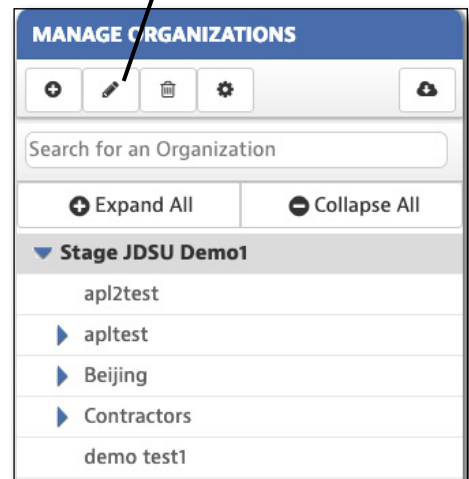 MANAGE ORGANIZATIONS
Search for an Organization
Expand All Collapse All
Stage JDSU Demo1
apl2test
apltest
Beijing
Contractors
demo test1